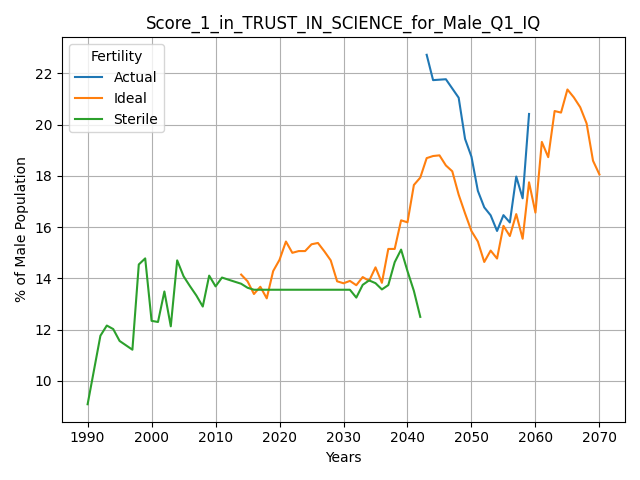 Score_1_in_TRUST_IN_SCIENCE_for_Male_Q1_IQ
Fertility
Actual
Ideal
Sterile
% of Male Population
22
20
18
16
14
12
10
1990 2000 2010 2020 2030 2040 2050 2060 2070
Years